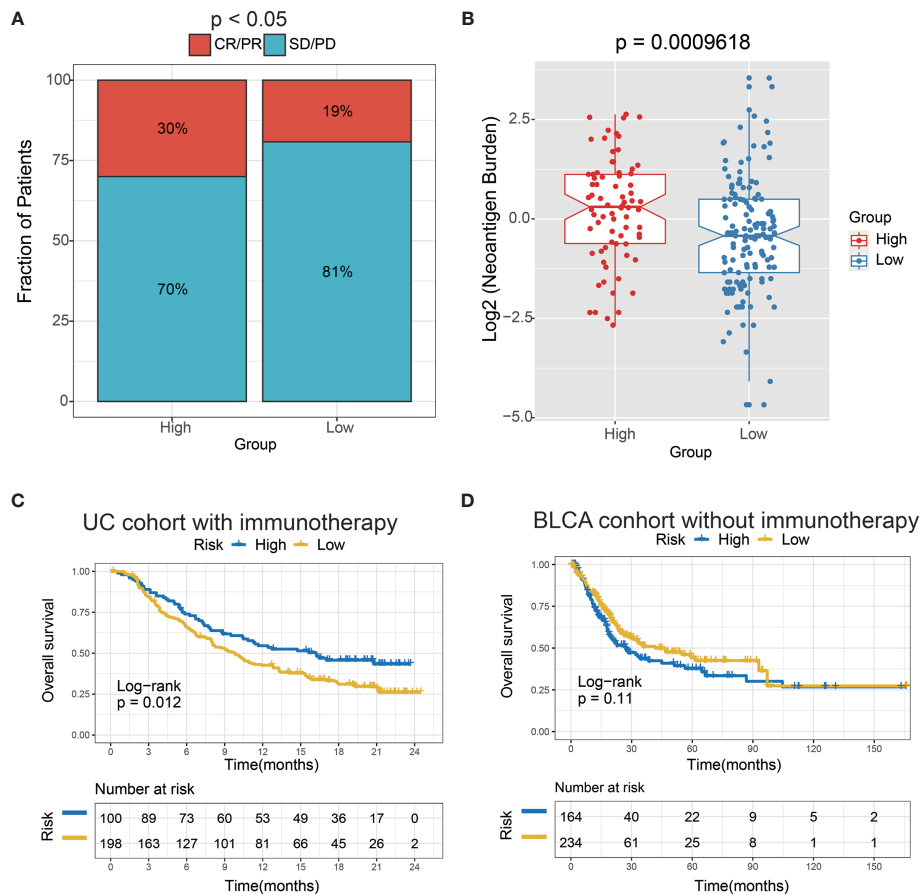 A
p < 0.05
CR/PR SD/PD
Fraction of Patients
100
75
50
25
0
30%
19%
70%
81%
High Low
Group
B
p = 0.0009618
Log2 (Neoantigen Burden)
2.5
0.0
−2.5
−5.0
High Low
Group
Group
High
Low
C
UC cohort with immunotherapy
Risk High Low
Overall survival
1.00
0.75
0.50
0.25
0.00
Log−rank
p = 0.012
0 3 6 9 12 15 18 21 24
Time(months)
Number at risk
Risk
100 89 73 60 53 49 36 17 0
198 163 127 101 81 66 45 26 2
0 3 6 9 12 15 18 21 24
Time(months)
D
BLCA conhort without immunotherapy
Risk High Low
Overall survival
1.00
0.75
0.50
0.25
0.00
Log−rank
p = 0.11
0 30 60 90 120 150
Time(months)
Number at risk
Risk
164 40 22 9 5 2
234 61 25 8 1 1
0 30 60 90 120 150
Time(months)